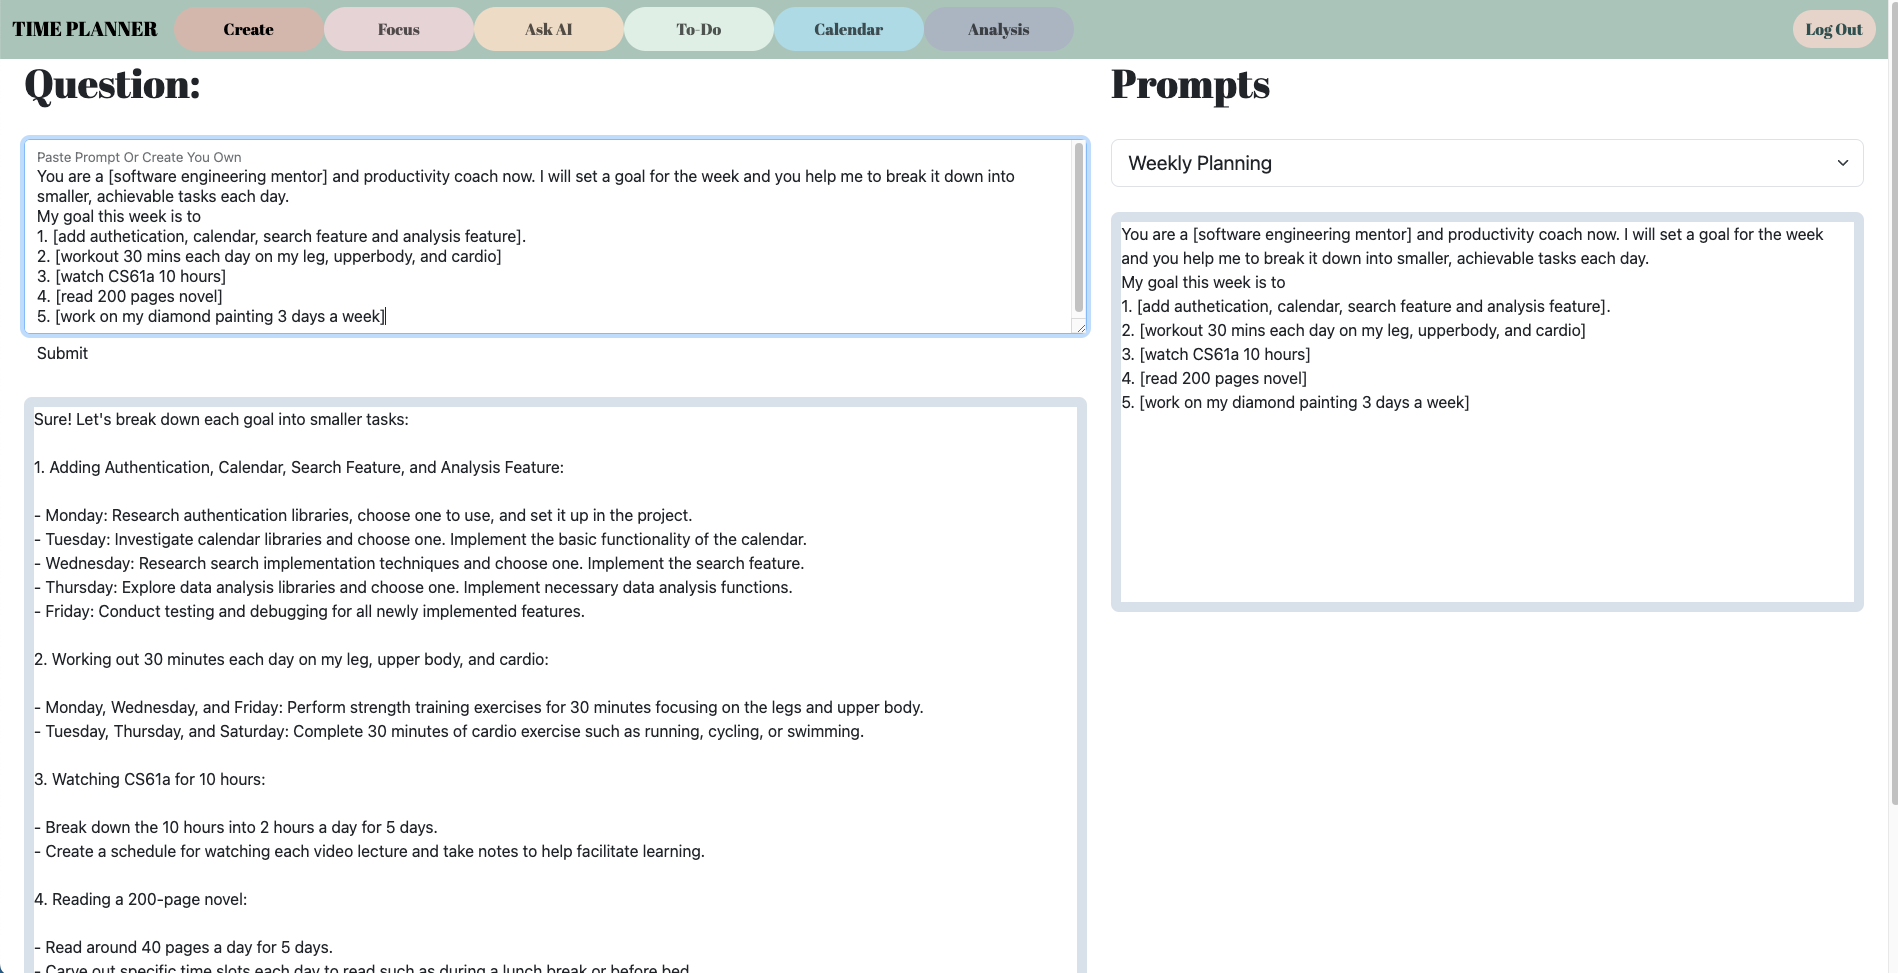 TIME PLANNER
Create
Focus
Ask AI
To-Do
Calendar
Analysis
Log Out
Question:
Paste Prompt Or Create You Own
You are a [software engineering mentor] and productivity coach now. I will set a goal for the week and you help me to break it down into
smaller, achievable tasks each day.
My goal this week is to
1. [add authetication, calendar, search feature and analysis feature].
2. [workout 30 mins each day on my leg, upperbody, and cardio]
3. [watch CS61a 10 hours]
4. [read 200 pages novel]
5. [work on my diamond painting 3 days a week]
Submit
Sure! Let's break down each goal into smaller tasks:
1. Adding Authentication, Calendar, Search Feature, and Analysis Feature:
- Monday: Research authentication libraries, choose one to use, and set it up in the project.
- Tuesday: Investigate calendar libraries and choose one. Implement the basic functionality of the calendar.
- Wednesday: Research search implementation techniques and choose one. Implement the search feature.
- Thursday: Explore data analysis libraries and choose one. Implement necessary data analysis functions.
- Friday: Conduct testing and debugging for all newly implemented features.
2. Working out 30 minutes each day on my leg, upper body, and cardio:
- Monday, Wednesday, and Friday: Perform strength training exercises for 30 minutes focusing on the legs and upper body.
- Tuesday, Thursday, and Saturday: Complete 30 minutes of cardio exercise such as running, cycling, or swimming.
3. Watching CS61a for 10 hours:
- Break down the 10 hours into 2 hours a day for 5 days.
- Create a schedule for watching each video lecture and take notes to help facilitate learning.
4. Reading a 200-page novel:
- Read around 40 pages a day for 5 days.
- Carve out specific time slots each day to read such as during a lunch break or before bed.
Prompts
Weekly Planning
You are a [software engineering mentor] and productivity coach now. I will set a goal for the week
and you help me to break it down into smaller, achievable tasks each day.
My goal this week is to
1. [add authetication, calendar, search feature and analysis feature].
2. [workout 30 mins each day on my leg, upperbody, and cardio]
3. [watch CS61a 10 hours]
4. [read 200 pages novel]
5. [work on my diamond painting 3 days a week]